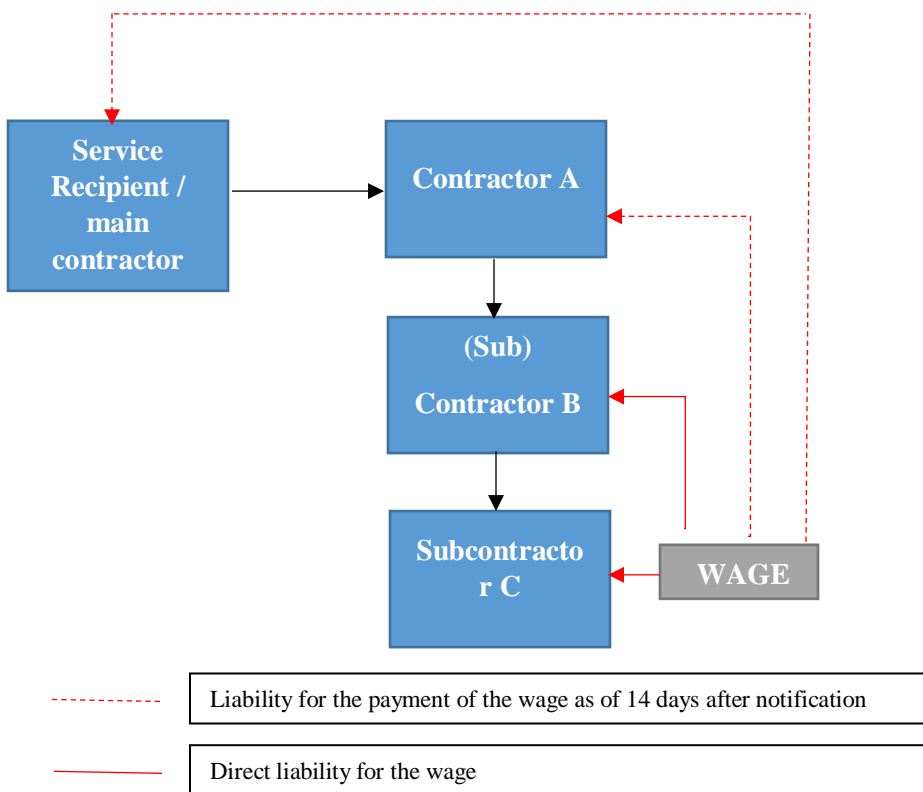 Service
Recipient /
main
contractor
Contractor A
(Sub)
Contractor B
Subcontracto
r C
WAGE
Liability for the payment of the wage as of 14 days after notification
Direct liability for the wage